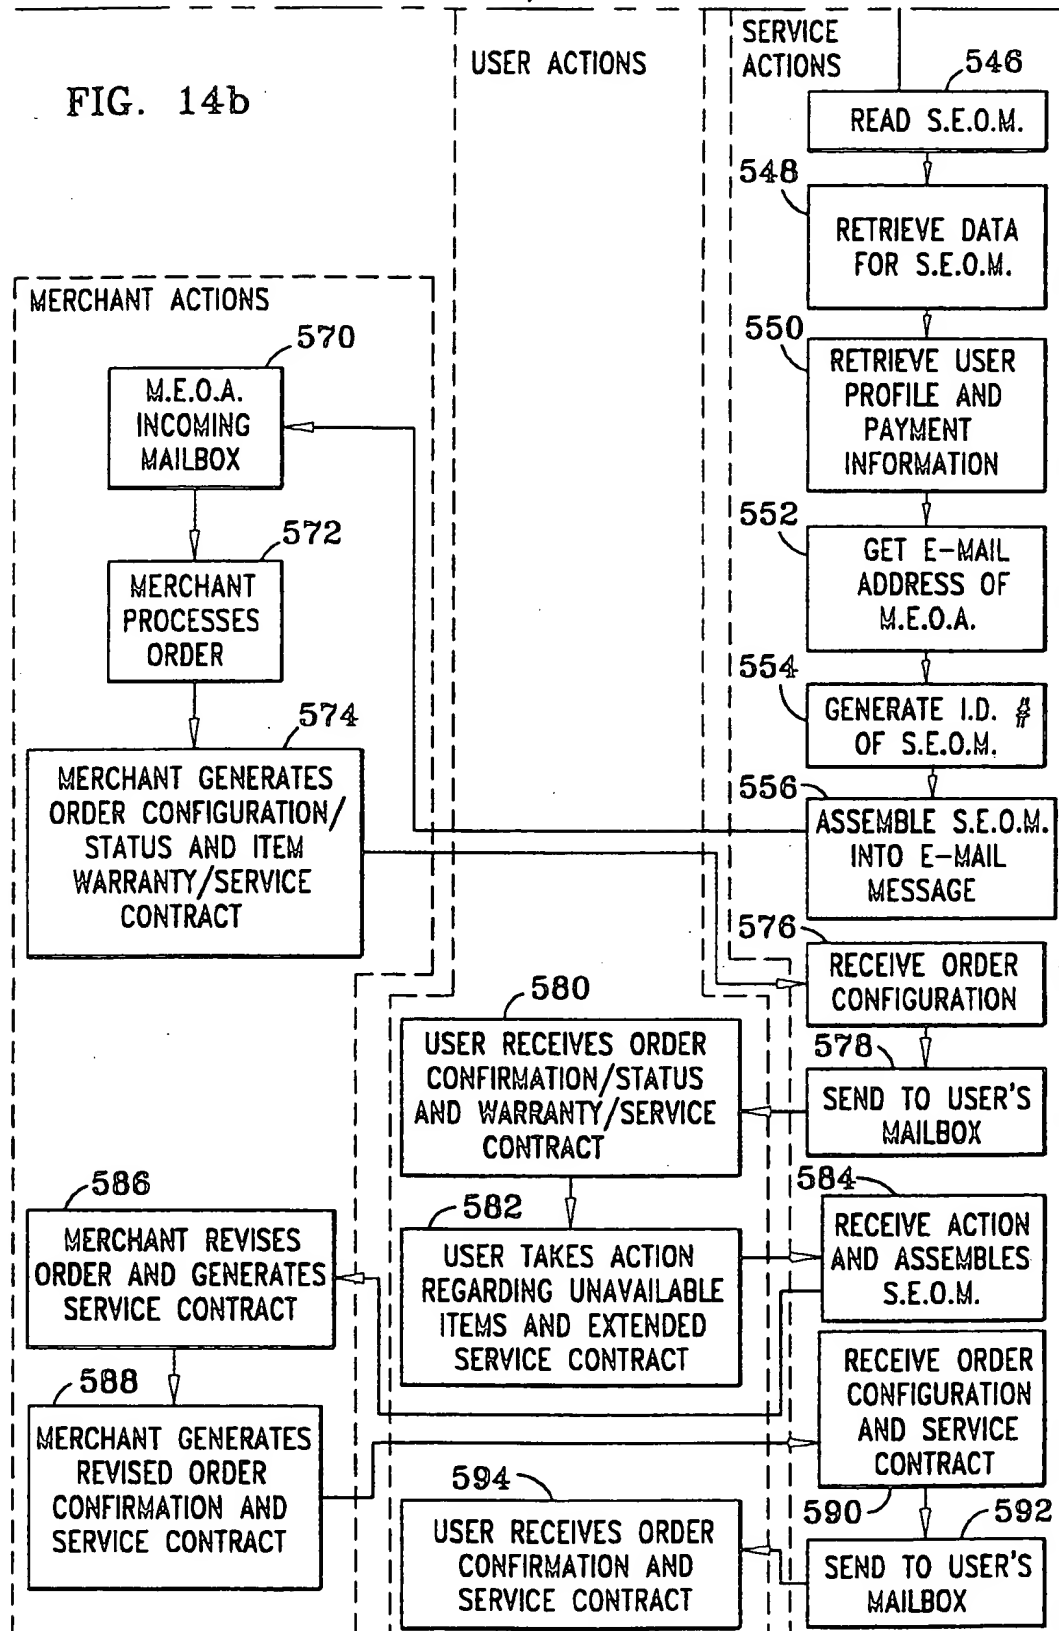 FIG. 14b
USER ACTIONS
SERVICE
ACTIONS
546
READ S.E.O.M.
548
RETRIEVE DATA
FOR S.E.O.M.
550
RETRIEVE USER
PROFILE AND
PAYMENT
INFORMATION
552
GET E-MAIL
ADDRESS OF
M.E.O.A.
554
GENERATE I.D. #
OF S.E.O.M.
556
ASSEMBLE S.E.O.M.
INTO E-MAIL
MESSAGE
MERCHANT ACTIONS
570
M.E.O.A.
INCOMING
MAILBOX
572
MERCHANT
PROCESSES
ORDER
574
MERCHANT GENERATES
ORDER CONFIGURATION/
STATUS AND ITEM
WARRANTY/SERVICE
CONTRACT
576
RECEIVE ORDER
CONFIGURATION
578
SEND TO USER'S
MAILBOX
580
USER RECEIVES ORDER
CONFIRMATION/STATUS
AND WARRANTY/SERVICE
CONTRACT
582
USER TAKES ACTION
REGARDING UNAVAILABLE
ITEMS AND EXTENDED
SERVICE CONTRACT
584
RECEIVE ACTION
AND ASSEMBLES
S.E.O.M.
586
MERCHANT REVISES
ORDER AND GENERATES
SERVICE CONTRACT
588
MERCHANT GENERATES
REVISED ORDER
CONFIRMATION AND
SERVICE CONTRACT
RECEIVE ORDER
CONFIGURATION
AND SERVICE
CONTRACT
590
592
SEND TO USER'S
MAILBOX
594
USER RECEIVES ORDER
CONFIRMATION AND
SERVICE CONTRACT